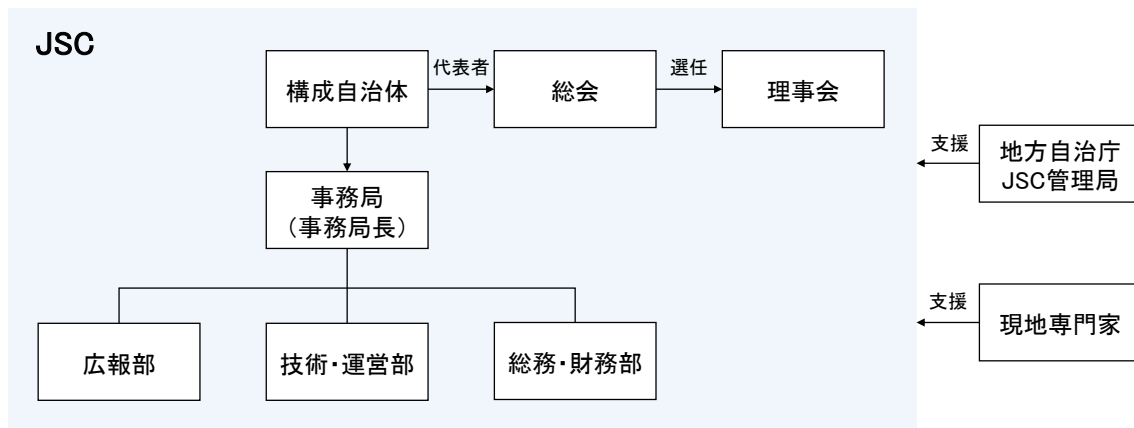 JSC
構成自治体
代表者
総会
選任
理事会
支援
地方自治庁
JSC管理局
事務局
（事務局長）
支援
現地専門家
広報部
技術・運営部
総務・財務部